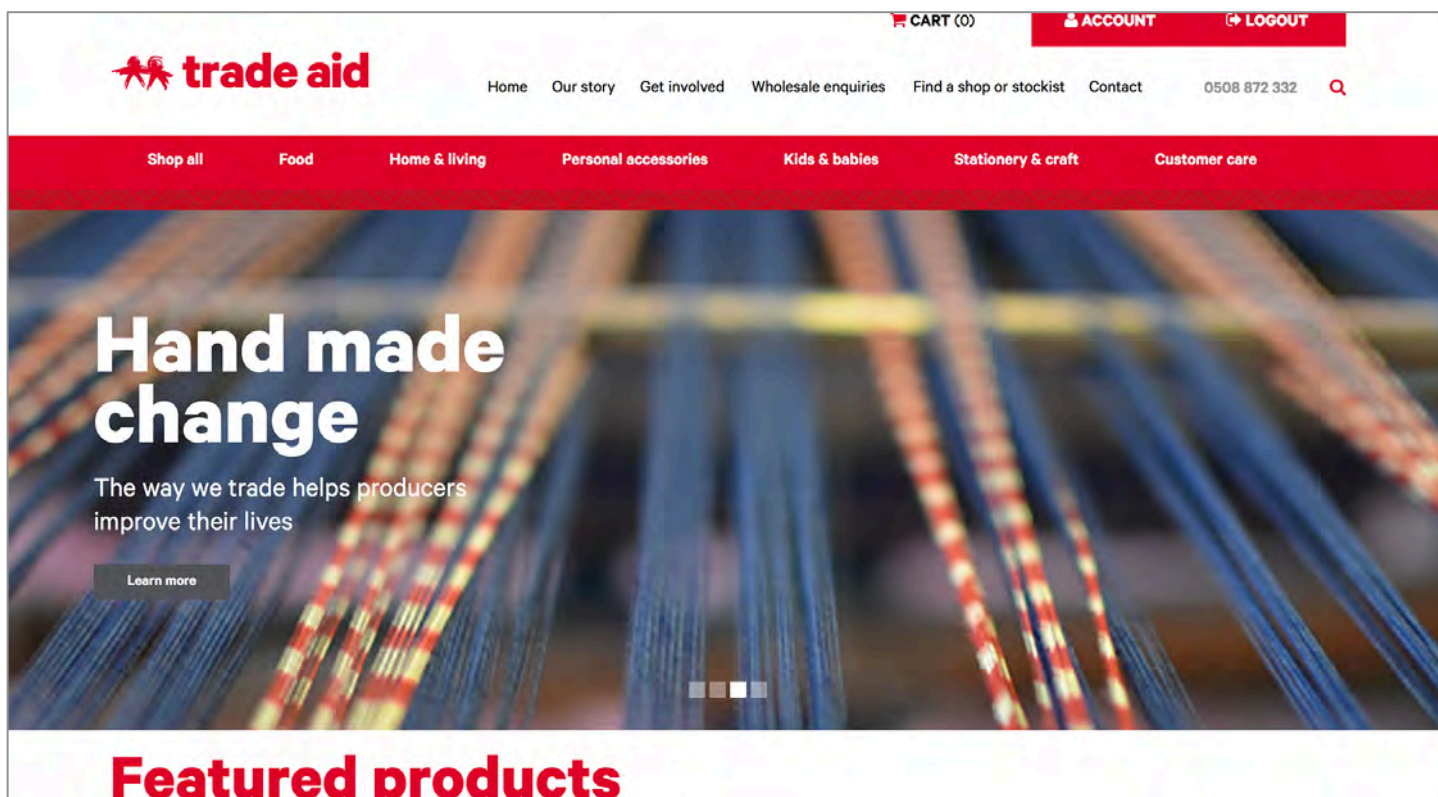 CART (0)
ACCOUNT
LOGOUT
trade aid
Home
Our story
Get involved
Wholesale enquiries
Find a shop or stockist
Contact
0508 872 332
Shop all
Food
Home & living
Personal accessories
Kids & babies
Stationery & craft
Customer care
Hand made
change
The way we trade helps producers
improve their lives
Learn more
Featured products